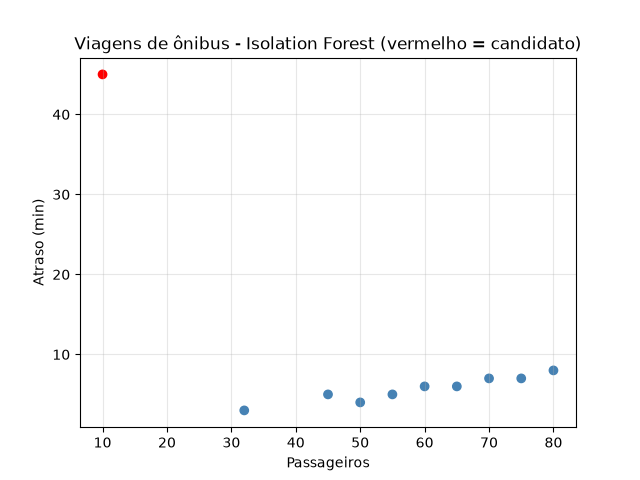 Viagens de ônibus - Isolation Forest (vermelho = candidato)
40
30
20
10
Atraso (min)
10 20 30 40 50 60 70 80
Passageiros